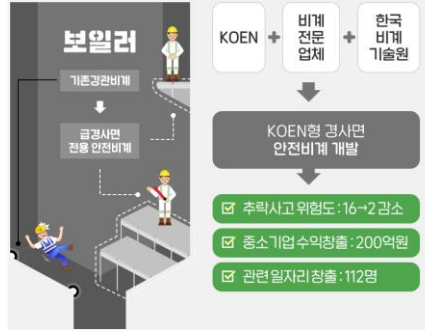 보일러
기존강관비계
급경사면
전용 안전비계
KOEN + 비계 전문 업체 + 한국 비계 기술원
KOEN형 경사면
안전비계 개발
추락사고 위험도 : 16→2 감소
중소기업 수익창출 : 200억원
관련 일자리 창출 : 112명